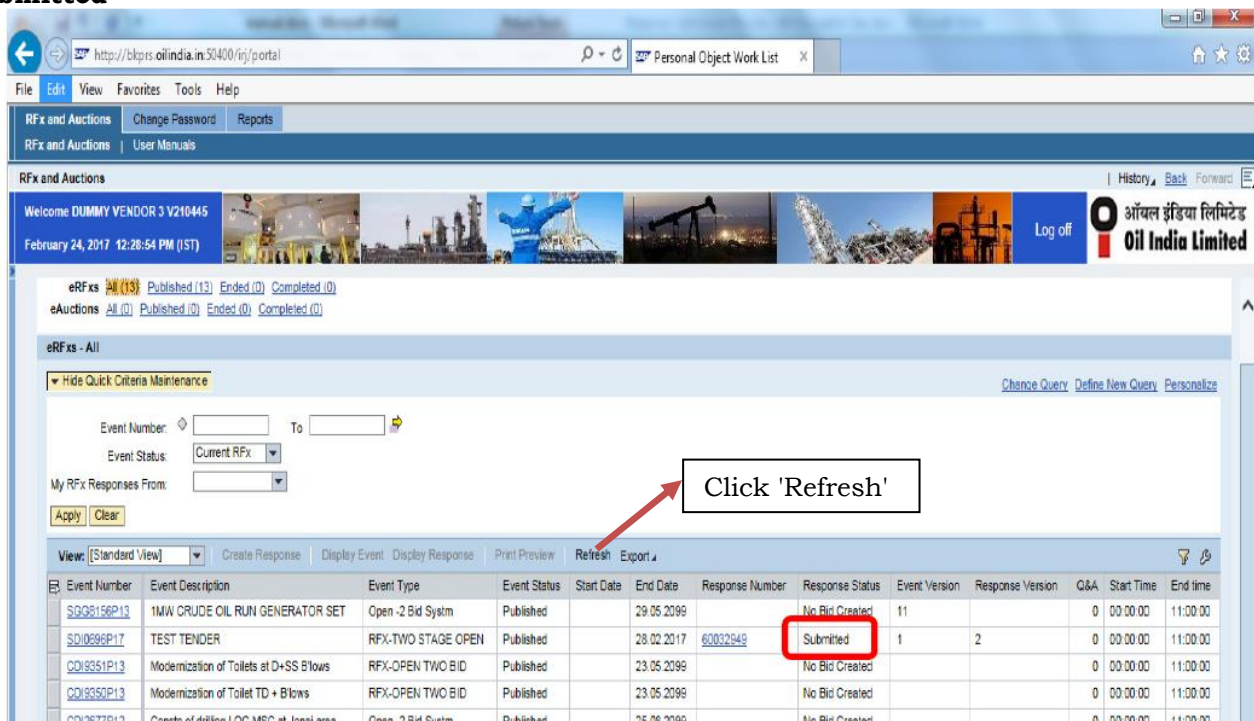 http://bkprs.oilindia.in:50400/irj/portal
Personal Object Work List
File Edit View Favorites Tools Help
RFx and Auctions Change Password Reports
RFx and Auctions | User Manuals
RFx and Auctions | History Back Forward
Welcome DUMMY VENDOR 3 V210445
February 24, 2017 12:28:54 PM (IST)
Log off
ऑयल इंडिया लिमिटेड
Oil India Limited
eRFxs All (13) Published (13) Ended (0) Completed (0)
eAuctions All (0) Published (0) Ended (0) Completed (0)
eRFxs - All
Hide Quick Criteria Maintenance
Change Query Define New Query Personalize
Event Number: To
Event Status: Current RFx
My RFx Responses From:
Click 'Refresh'
Apply Clear
View: [Standard View] Create Response Display Event Display Response Print Preview Refresh Export
Event Number Event Description Event Type Event Status Start Date End Date Response Number Response Status Event Version Response Version Q&A Start Time End time
SGG8156P13 1MW CRUDE OIL RUN GENERATOR SET Open -2 Bid Systm Published 29.05.2099 No Bid Created 11 0 00:00:00 11:00:00
SDI0696P17 TEST TENDER RFX-TWO STAGE OPEN Published 28.02.2017 60032949 Submitted 1 2 0 00:00:00 11:00:00
CDI9351P13 Modernization of Toilets at D+SS B'lows RFX-OPEN TWO BID Published 23.05.2099 No Bid Created 0 00:00:00 11:00:00
CDI9350P13 Modernization of Toilet TD + B'lows RFX-OPEN TWO BID Published 23.05.2099 No Bid Created 0 00:00:00 11:00:00